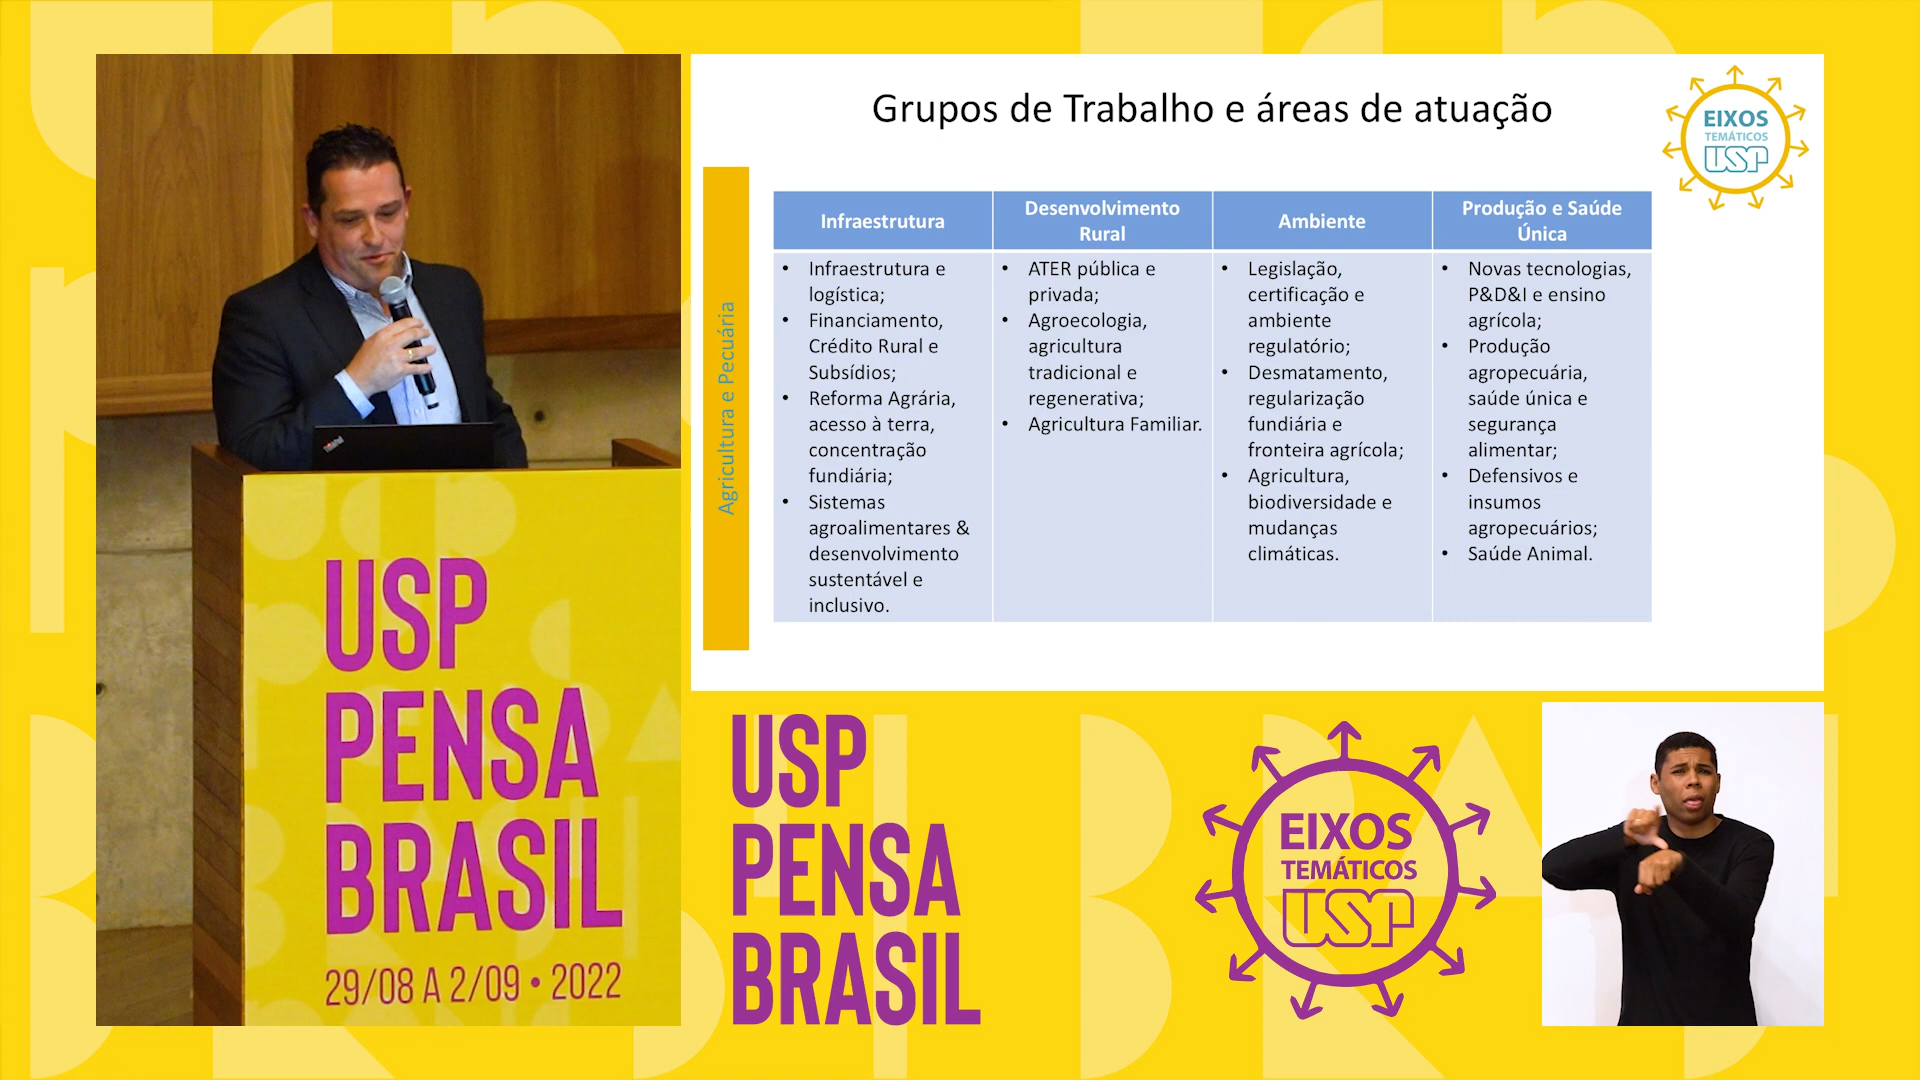 Grupos de Trabalho e áreas de atuação
EIXOS
TEMÁTICOS
USP
Agricultura e Pecuária
Infraestrutura
• Infraestrutura e
logística;
• Financiamento,
Crédito Rural e
Subsídios;
• Reforma Agrária,
acesso à terra,
concentração
fundiária;
• Sistemas
agroalimentares &
desenvolvimento
sustentável e
inclusivo.
Desenvolvimento
Rural
• ATER pública e
privada;
• Agroecologia,
agricultura
tradicional e
regenerativa;
• Agricultura Familiar.
Ambiente
• Legislação,
certificação e
ambiente
regulatório;
• Desmatamento,
regularização
fundiária e
fronteira agrícola;
• Agricultura,
biodiversidade e
mudanças
climáticas.
Produção e Saúde
Única
• Novas tecnologias,
P&D&I e ensino
agrícola;
• Produção
agropecuária,
saúde única e
segurança
alimentar;
• Defensivos e
insumos
agropecuários;
• Saúde Animal.
USP
PENSA
BRASIL
29/08 A 2/09 • 2022
USP
PENSA
BRASIL
EIXOS
TEMÁTICOS
USP